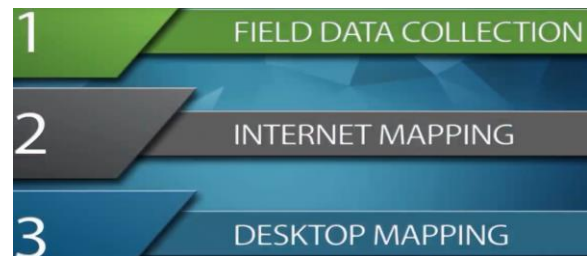 1 FIELD DATA COLLECTION
2 INTERNET MAPPING
3 DESKTOP MAPPING